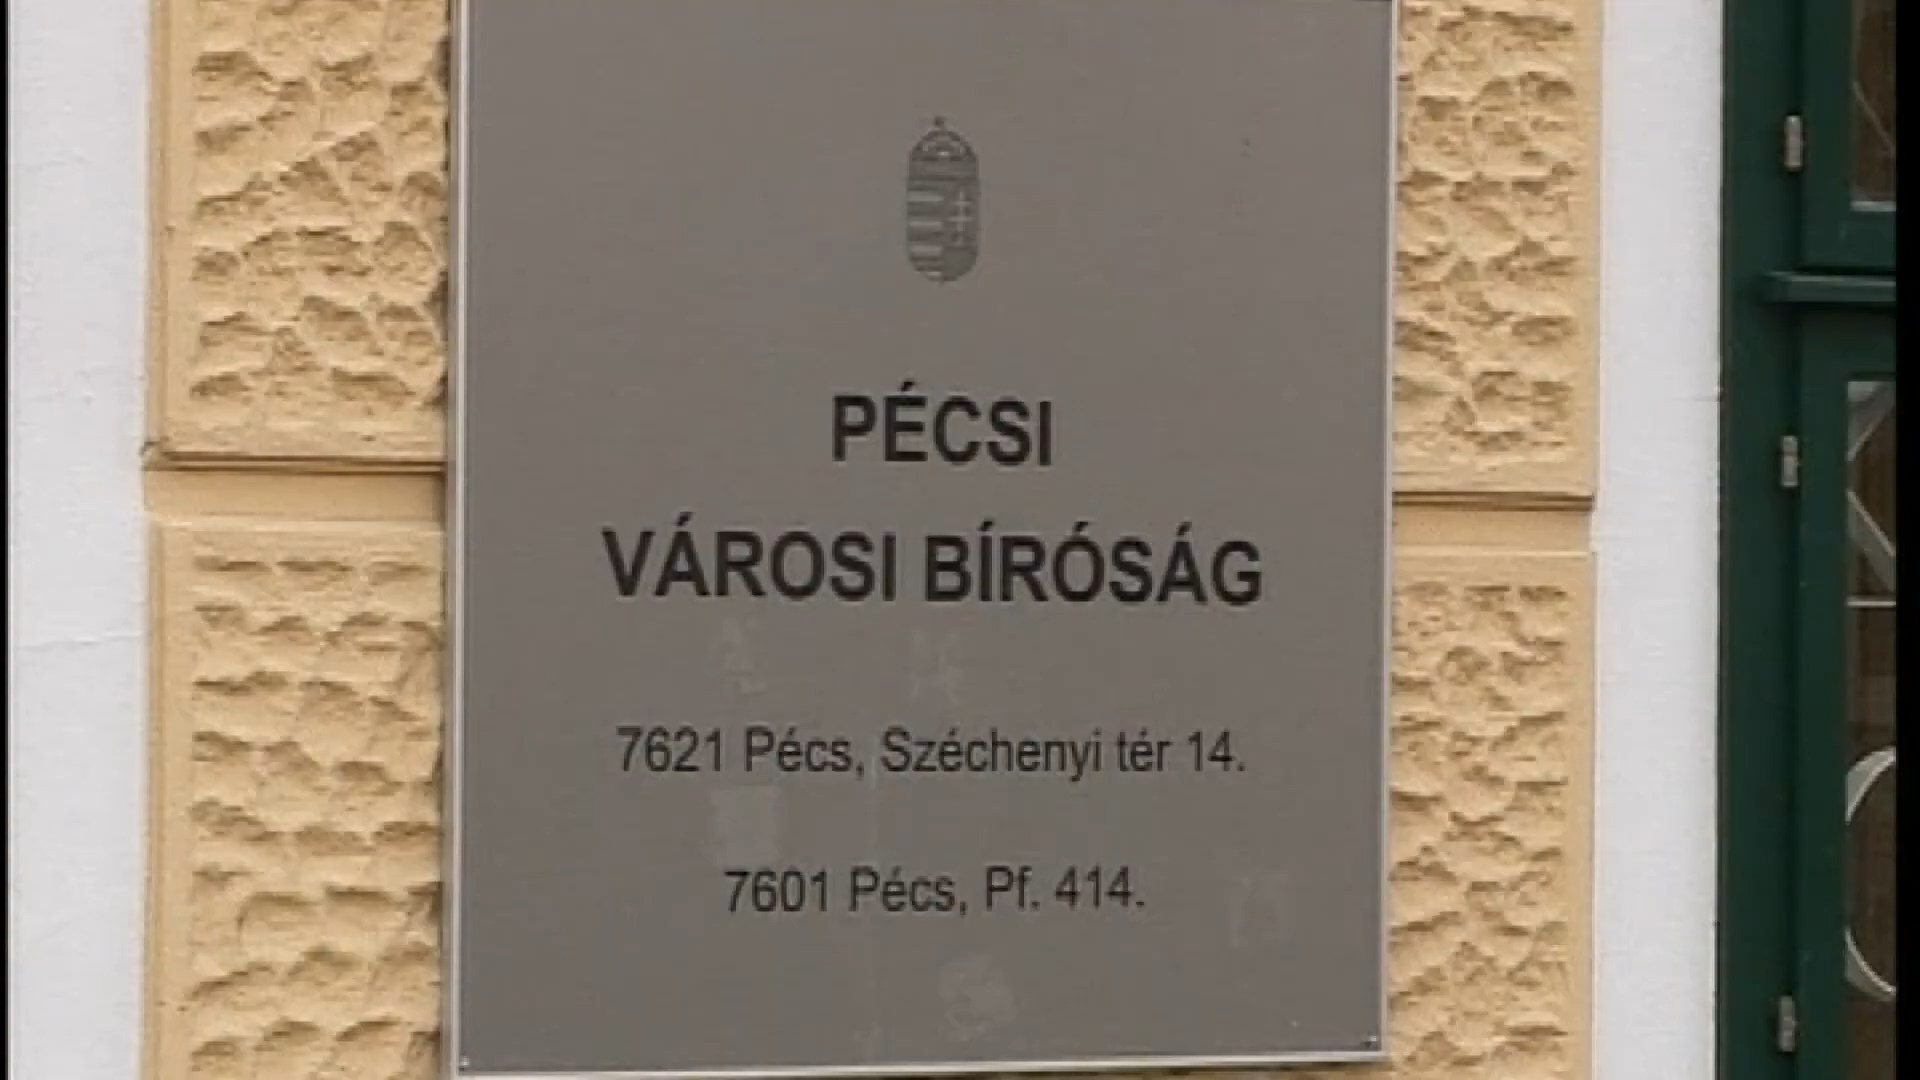 PÉCSI
VÁROSI BÍRÓSÁG
7621 Pécs, Széchenyi tér 14.
7601 Pécs, Pf. 414.